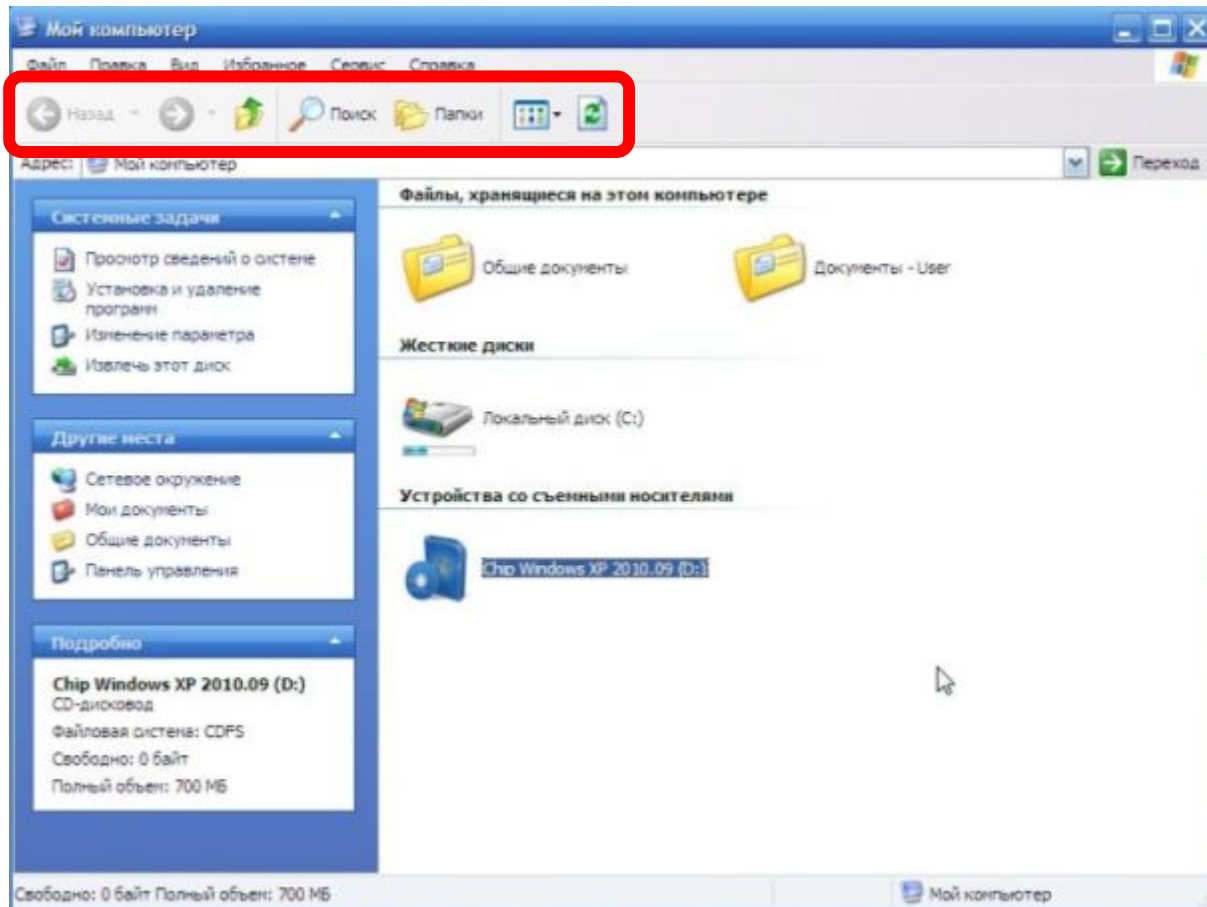 Мой компьютер
Файл Правка Вид Избранное Сервис Справка
Назад Поиск Папки
Адрес: Мой компьютер Переход
Системные задачи
Просмотр сведений о системе
Установка и удаление
программ
Изменение параметра
Извлечь этот диск
Другие места
Сетевое окружение
Мои документы
Общие документы
Панель управления
Подробно
Chip Windows XP 2010.09 (D:)
CD-дисковод
Файловая система: CDFS
Свободно: 0 байт
Полный объем: 700 МБ
Файлы, хранящиеся на этом компьютере
Общие документы
Документы - User
Жесткие диски
Локальный диск (C:)
Устройства со съемными носителями
Chip Windows XP 2010.09 (D:)
Свободно: 0 байт Полный объем: 700 МБ
Мой компьютер